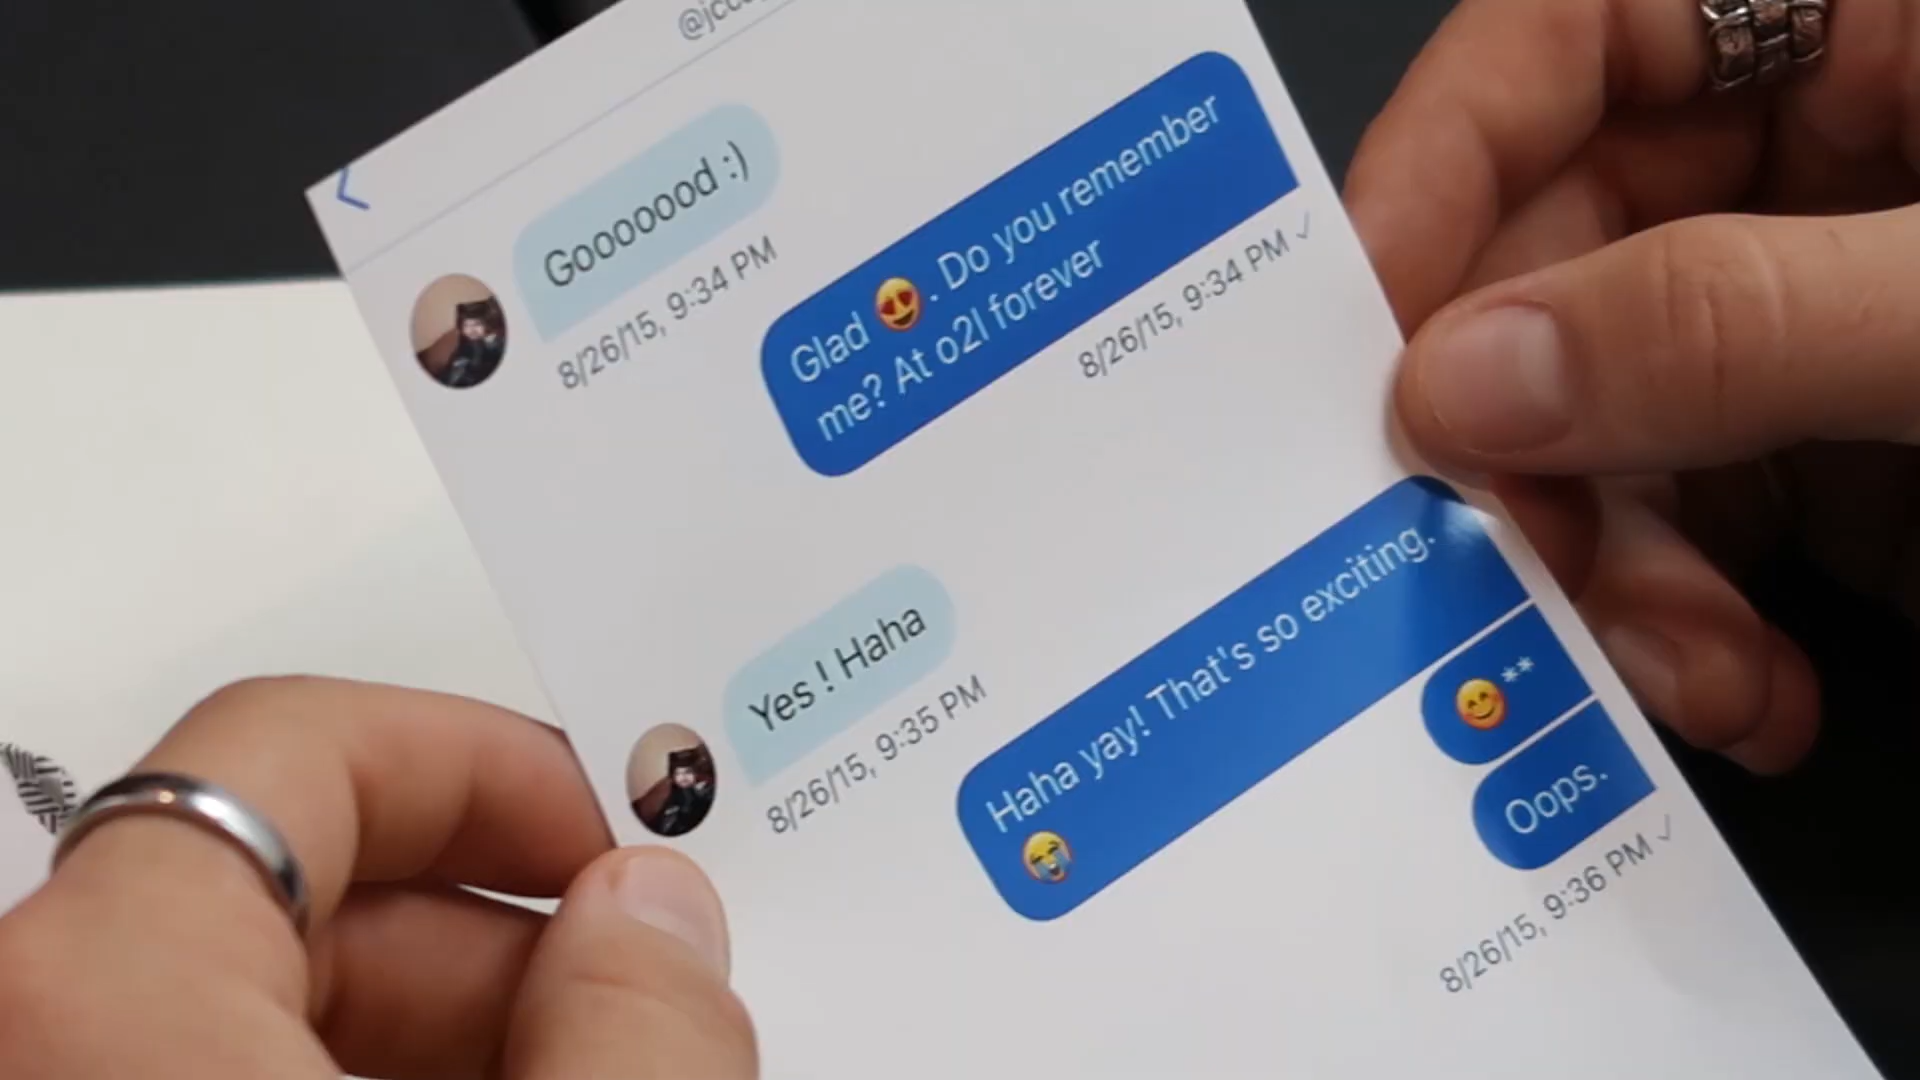 Gooooood :)
8/26/15, 9:34 PM
Glad 😍. Do you remember
me? At o2l forever
8/26/15, 9:34 PM ✓
Yes ! Haha
8/26/15, 9:35 PM
Haha yay! That's so exciting.
😭
😊**
Oops.
8/26/15, 9:36 PM ✓